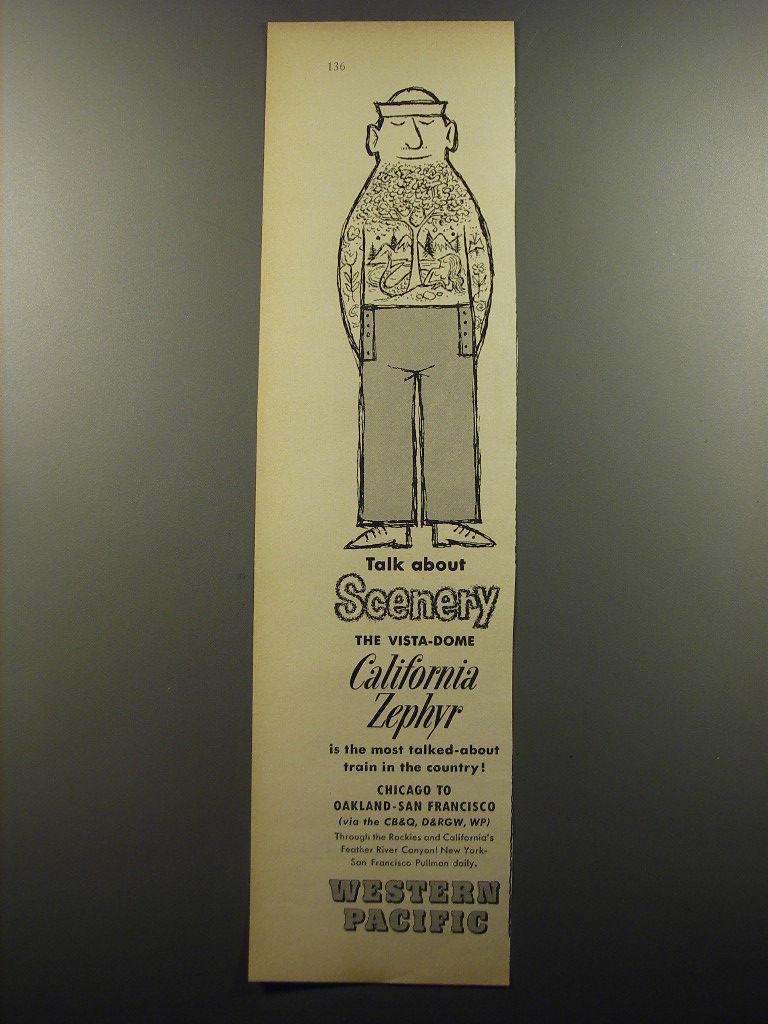 136
Talk about
Scenery
THE VISTA-DOME
California
Zephyr
is the most talked-about
train in the country!
CHICAGO TO
OAKLAND-SAN FRANCISCO
(via the CB&Q, D&RGW, WP)
Through the Rockies and California's
Feather River Canyon! New York-
San Francisco Pullman daily.
WESTERN
PACIFIC